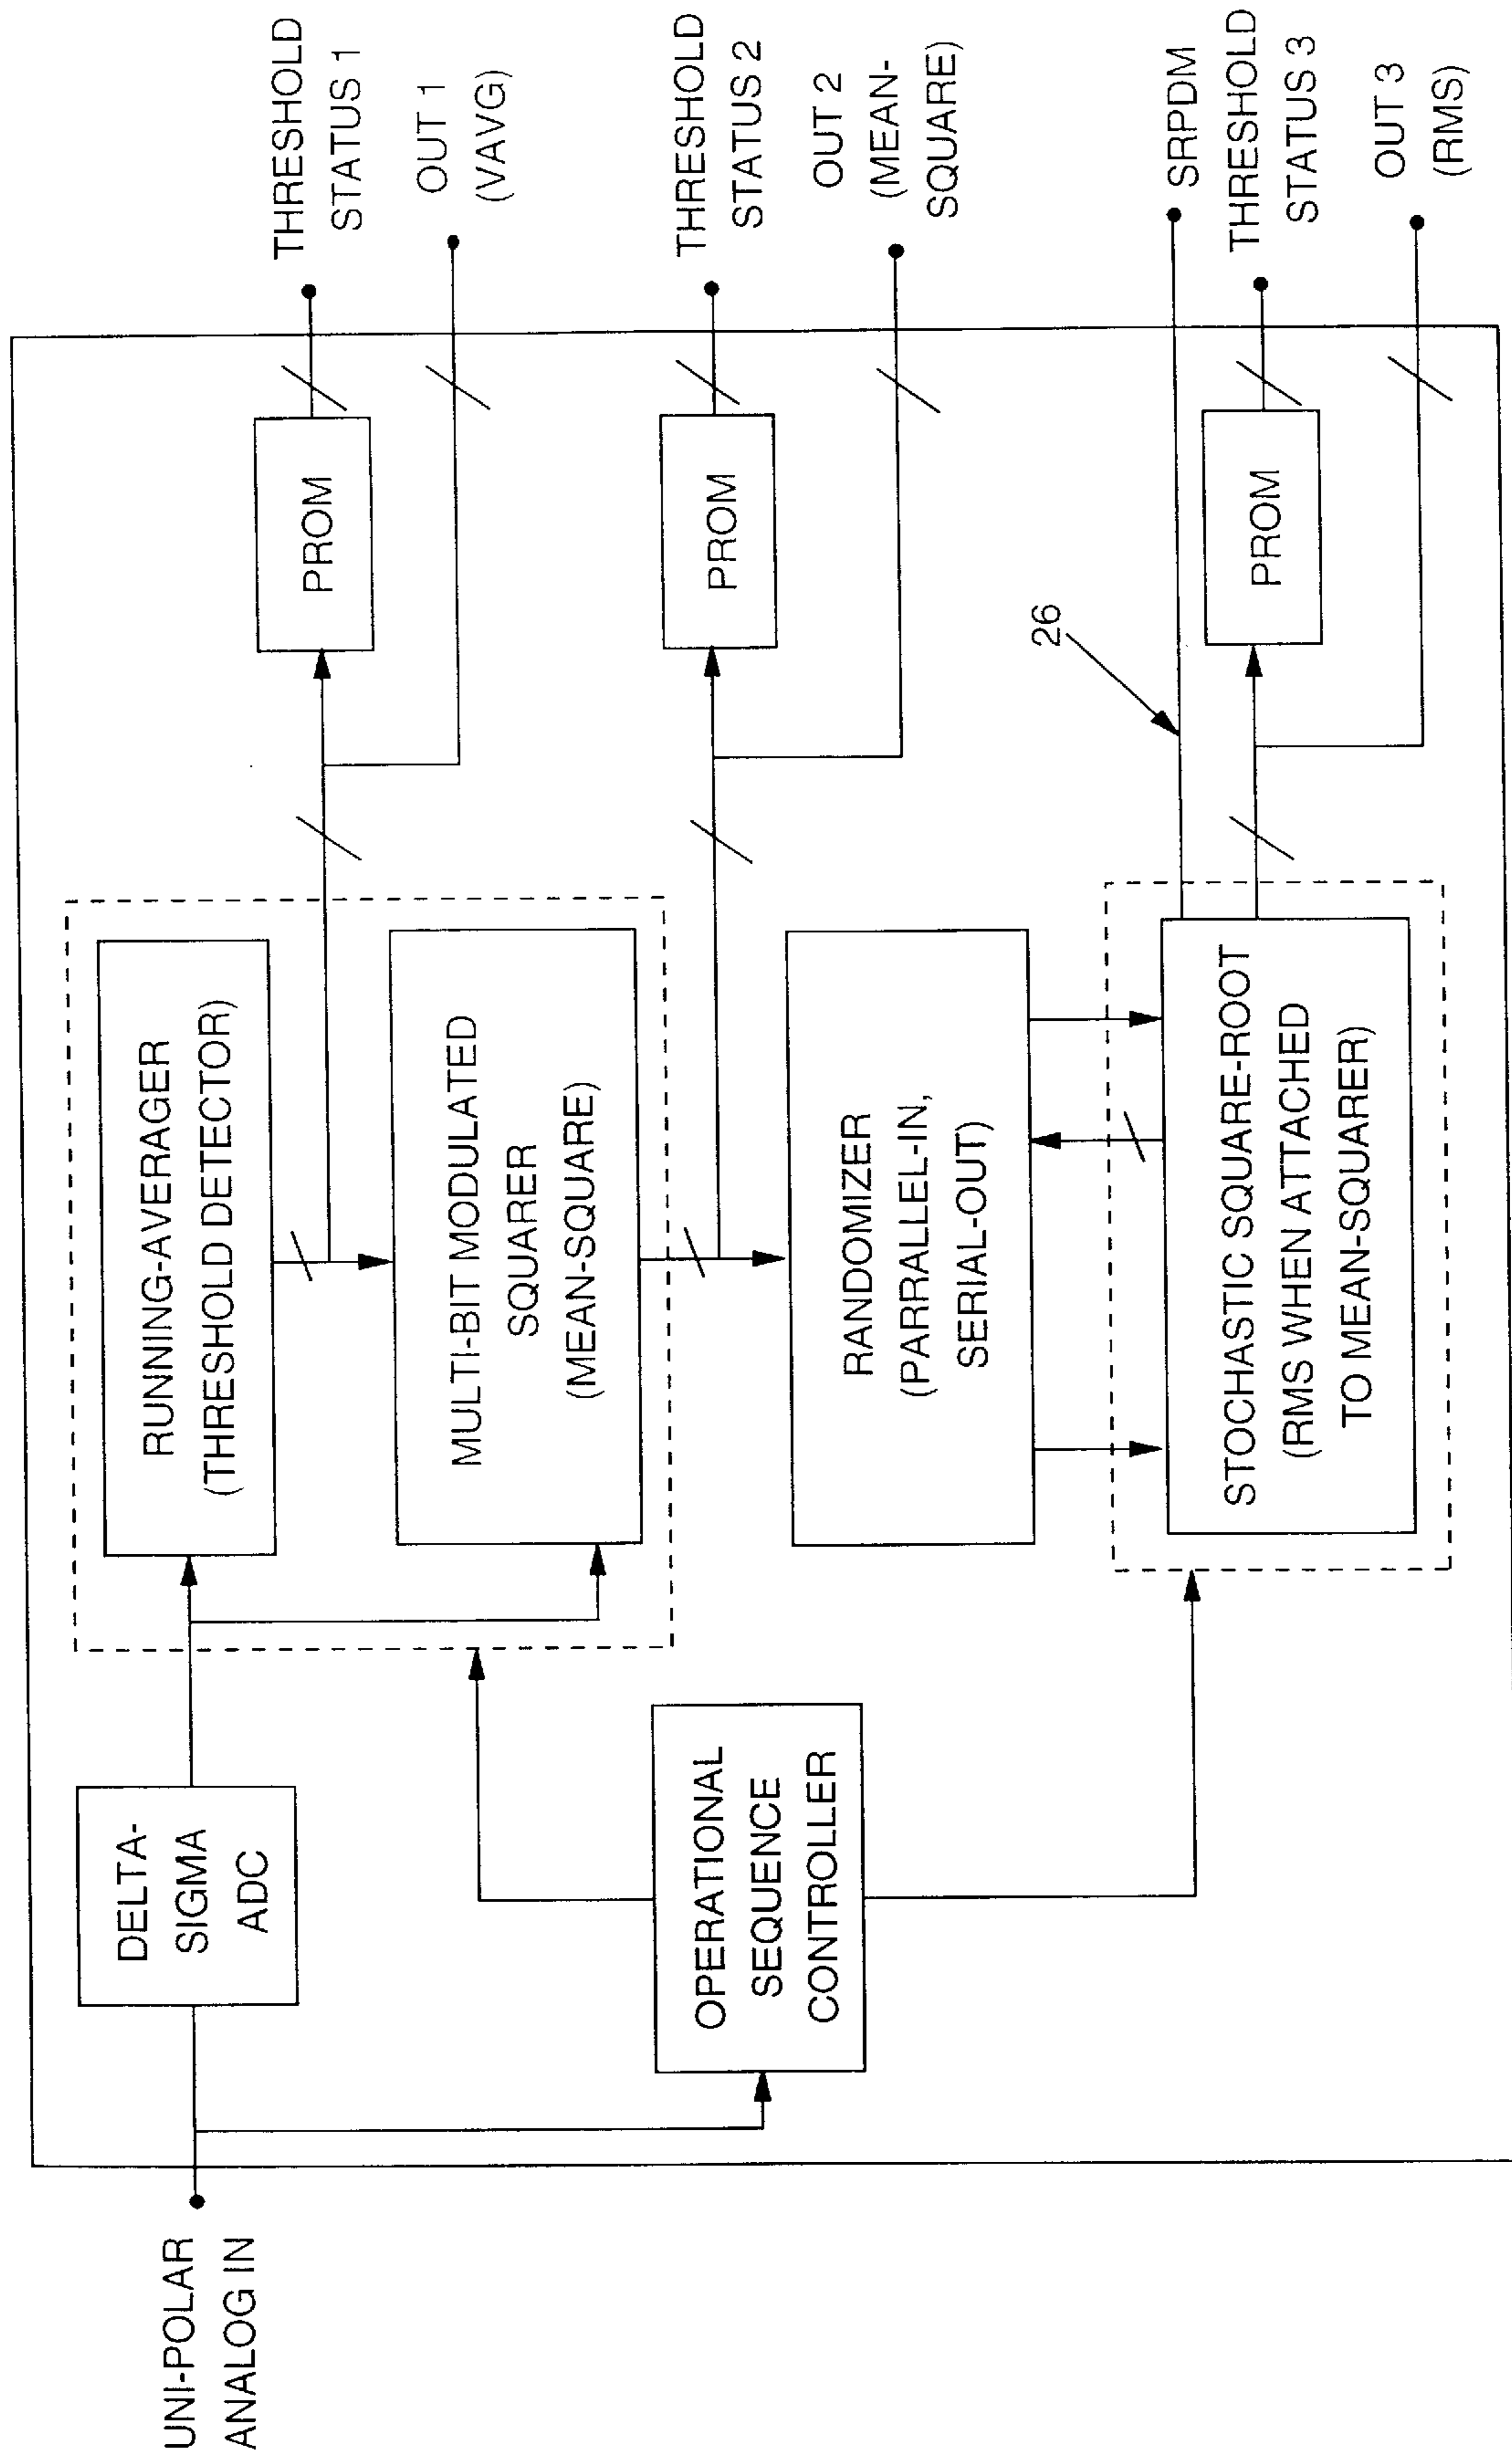 UNI-POLAR
ANALOG IN
DELTA-
SIGMA
ADC
OPERATIONAL
SEQUENCE
CONTROLLER
RUNNING-AVERAGER
(THRESHOLD DETECTOR)
MULTI-BIT MODULATED
SQUARER
(MEAN-SQUARE)
RANDOMIZER
(PARRALLEL-IN,
SERIAL-OUT)
STOCHASTIC SQUARE-ROOT
(RMS WHEN ATTACHED
TO MEAN-SQUARER)
PROM
PROM
26
PROM
THRESHOLD
STATUS 1
OUT 1
(VAVG)
THRESHOLD
STATUS 2
OUT 2
(MEAN-
SQUARE)
SRPDM
THRESHOLD
STATUS 3
OUT 3
(RMS)